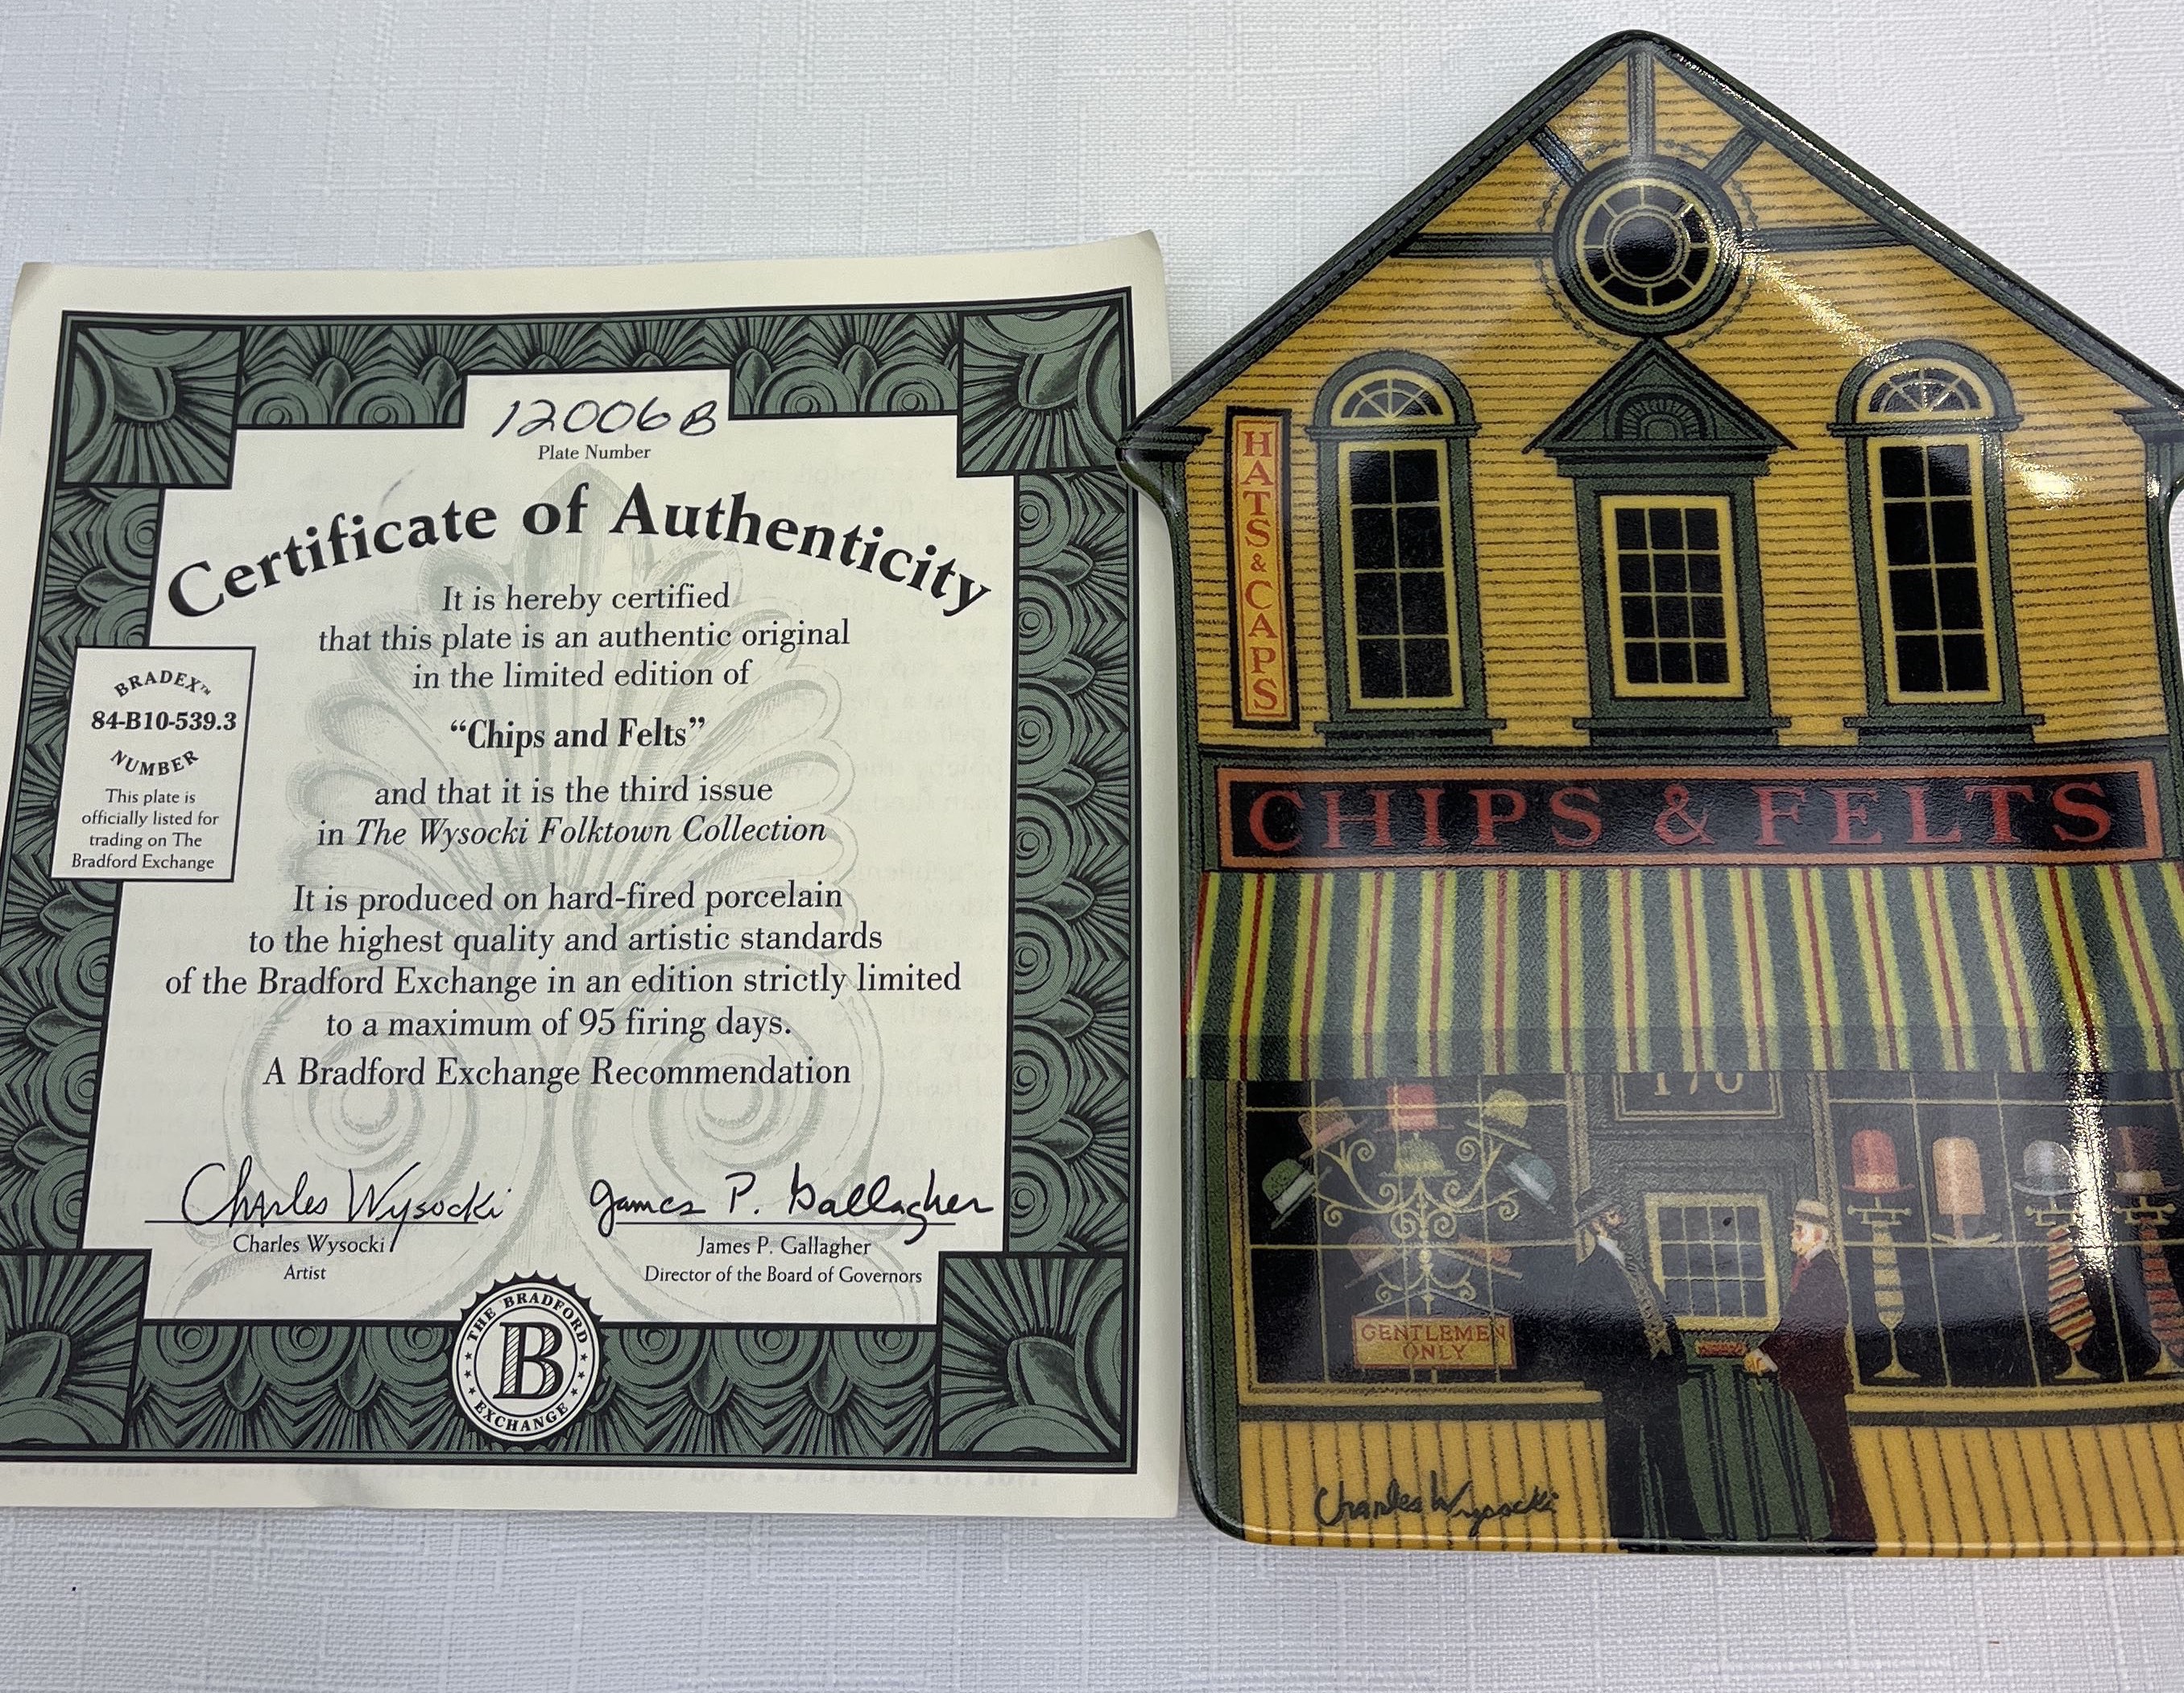 12006B
Plate Number
Certificate of Authenticity
It is hereby certified
that this plate is an authentic original
in the limited edition of
“Chips and Felts”
and that it is the third issue
in The Wysocki Folktown Collection
It is produced on hard-fired porcelain
to the highest quality and artistic standards
of the Bradford Exchange in an edition strictly limited
to a maximum of 95 firing days.
A Bradford Exchange Recommendation
BRADEX™
84-B10-539.3
NUMBER
This plate is
officially listed for
trading on The
Bradford Exchange
Charles Wysocki
Charles Wysocki
Artist
James P. Gallagher
James P. Gallagher
Director of the Board of Governors
THE BRADFORD
B
EXCHANGE
HATS & CAPS
CHIPS & FELTS
GENTLEMEN
ONLY
Charles Wysocki